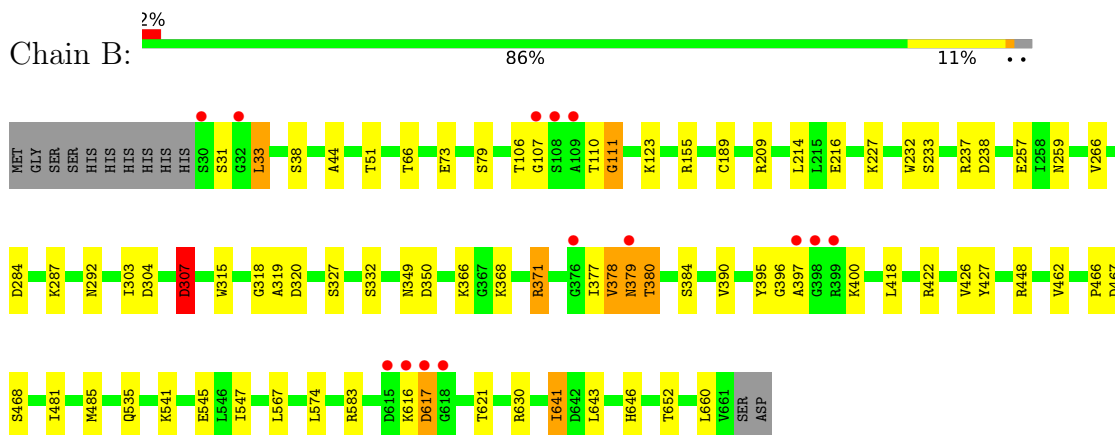 2%
Chain B:
86% 11% • •
MET GLY SER SER HIS HIS HIS HIS HIS HIS S30 S31 G32 L33 S38 A44 T51 T66 E73 S79 T106 G107 S108 A109 T110 G111 K123 R155 C189 R209 L214 L215 E216 K227 W232 S233 R237 D238 E257 I258 N259 V266
D284 K287 N292 I303 D304 D307 W315 G318 A319 D320 S327 S332 N349 D350 K366 G367 K368 R371 G376 I377 V378 N379 T380 S384 V390 Y395 G396 A397 G398 R399 K400 L418 R422 V426 Y427 R448 V462 P466 D467
S468 I481 M485 Q535 K541 E545 L546 I547 L567 L574 R583 D615 K616 D617 G618 T621 R630 I641 D642 L643 H646 T652 L660 V661 SER ASP